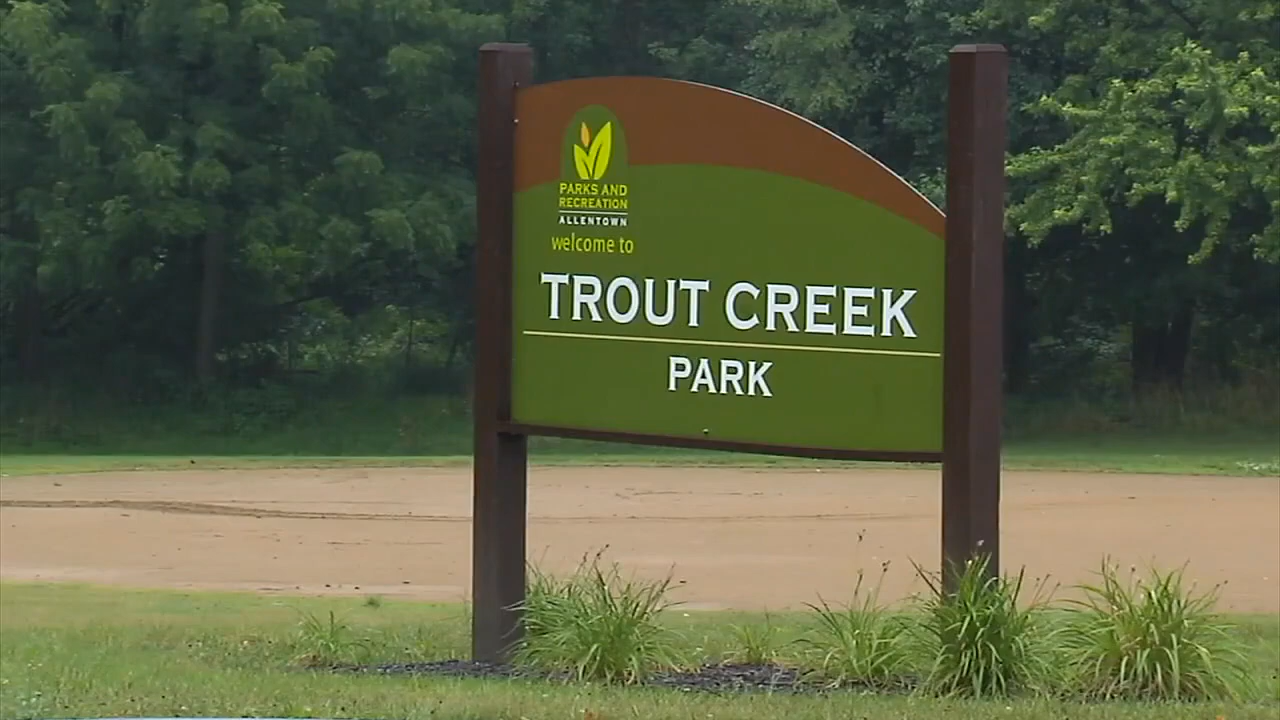 PARKS AND
RECREATION
ALLENTOWN
welcome to
TROUT CREEK
PARK